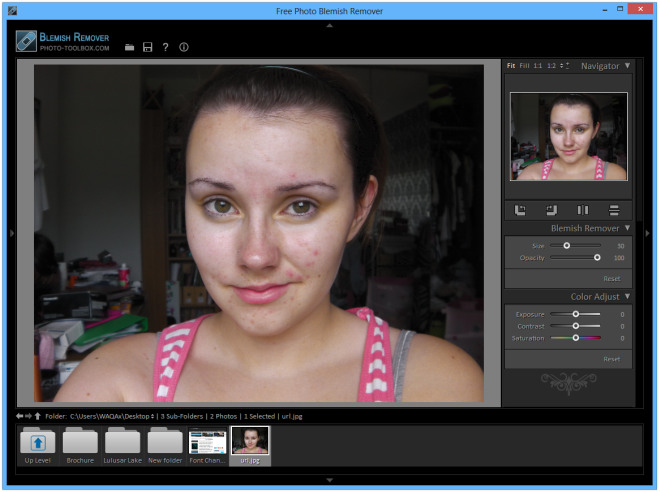 Free Photo Blemish Remover
BLEMISH REMOVER
PHOTO-TOOLBOX.COM
?
Fit Fill 1:1 1:2 Navigator
Blemish Remover
Size 30
Opacity 100
Reset
Color Adjust
Exposure 0
Contrast 0
Saturation 0
Reset
Folder: C:\Users\WAQAx\Desktop | 3 Sub-Folders | 2 Photos | 1 Selected | url.jpg
Up Level
Brochure
Lulusar Lake
New folder
Font Chan...
url.jpg